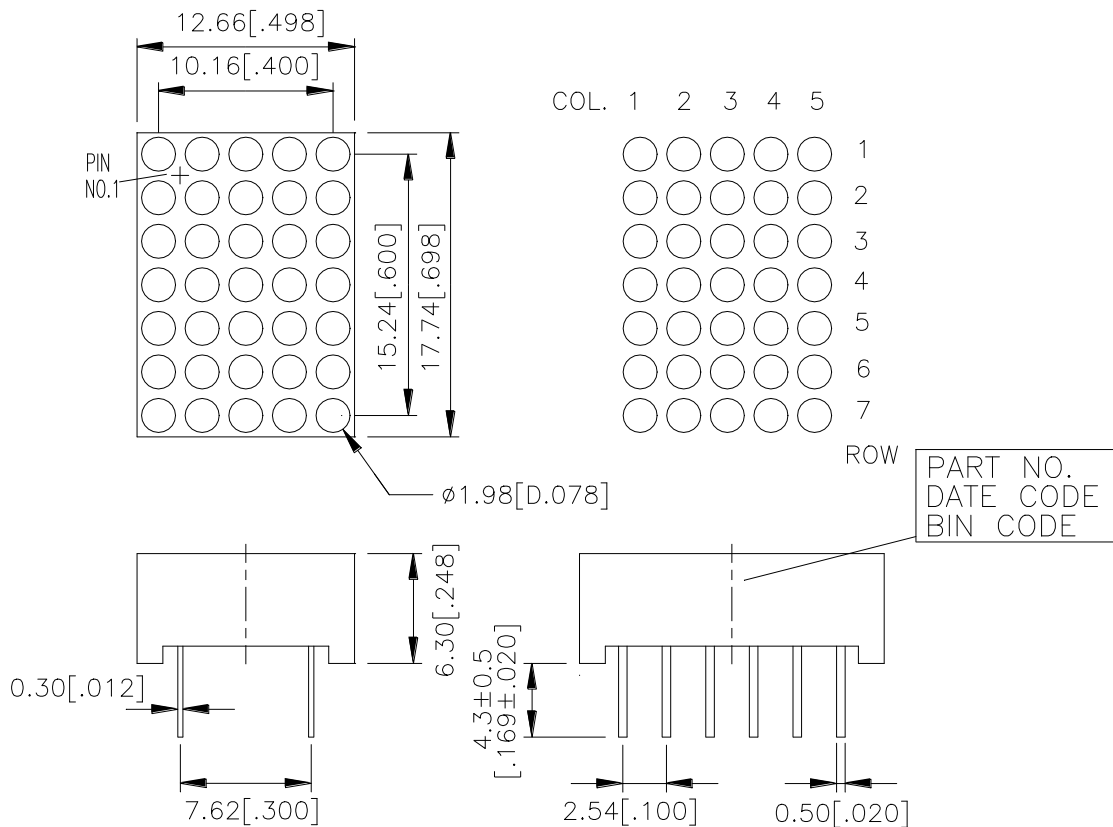 12.66[.498]
10.16[.400]
PIN
NO.1
15.24[.600]
17.74[.698]
ø1.98[D.078]
COL. 1 2 3 4 5
1
2
3
4
5
6
7
ROW
PART NO.
DATE CODE
BIN CODE
6.30[.248]
0.30[.012]
7.62[.300]
4.3±0.5
[.169±.020]
2.54[.100]
0.50[.020]